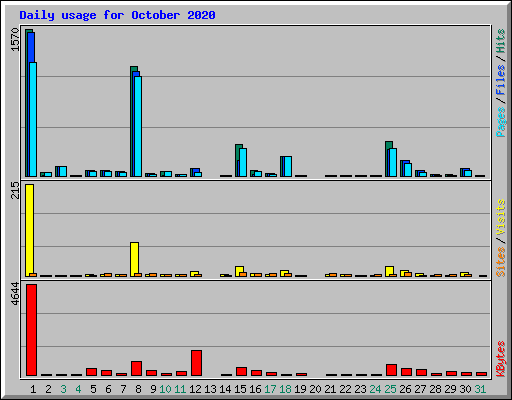 Daily usage for October 2020
1570
Pages / Files / Hits
215
Sites / Visits
4644
KBytes
1 2 3 4 5 6 7 8 9 10 11 12 13 14 15 16 17 18 19 20 21 22 23 24 25 26 27 28 29 30 31